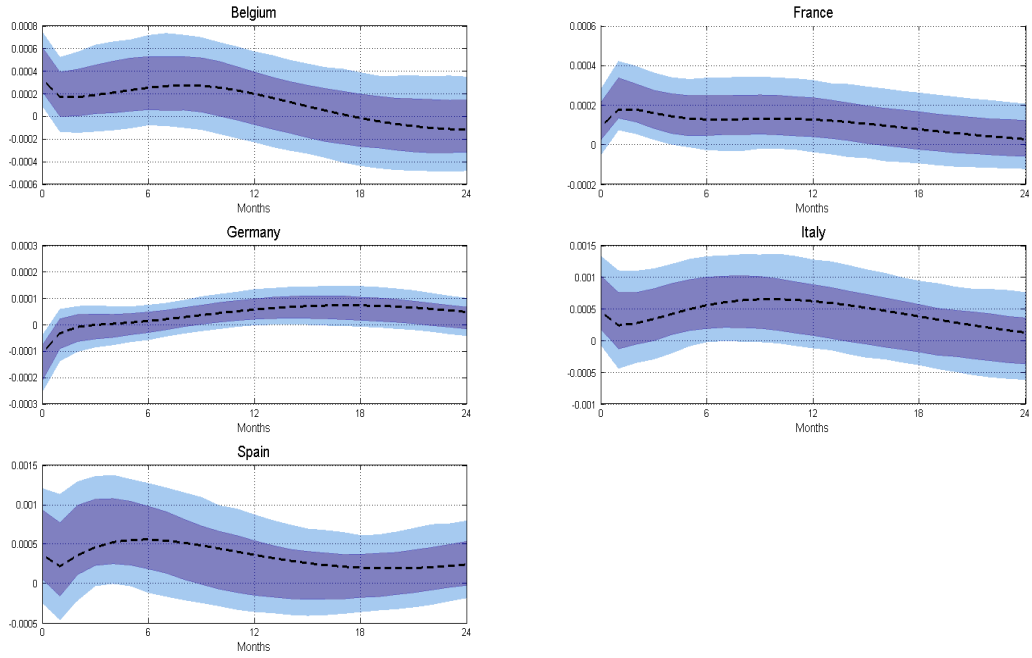 Belgium
0.0008
0.0006
0.0004
0.0002
0
-0.0002
-0.0004
-0.0006
0 6 12 18 24
Months
France
0.0006
0.0004
0.0002
0
-0.0002
0 6 12 18 24
Months
Germany
0.0003
0.0002
0.0001
0
-0.0001
-0.0002
-0.0003
0 6 12 18 24
Months
Italy
0.0015
0.001
0.0005
0
-0.0005
-0.001
0 6 12 18 24
Months
Spain
0.0015
0.001
0.0005
0
-0.0005
0 6 12 18 24
Months